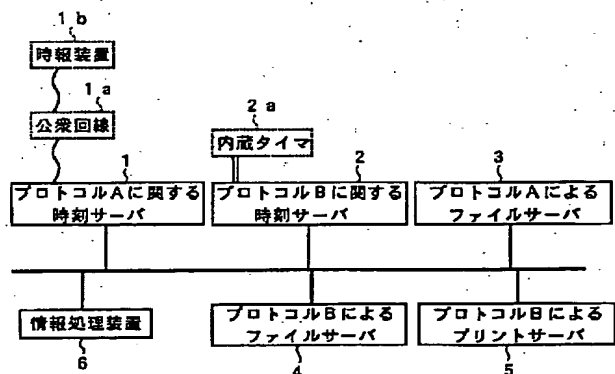 1 b
時報装置
1 a
公衆回線
2 a
内蔵タイマ
1
プロトコルAに関する
時刻サーバ
2
プロトコルBに関する
時刻サーバ
3
プロトコルAによる
ファイルサーバ
情報処理装置
6
プロトコルBによる
ファイルサーバ
4
プロトコルBによる
プリントサーバ
5